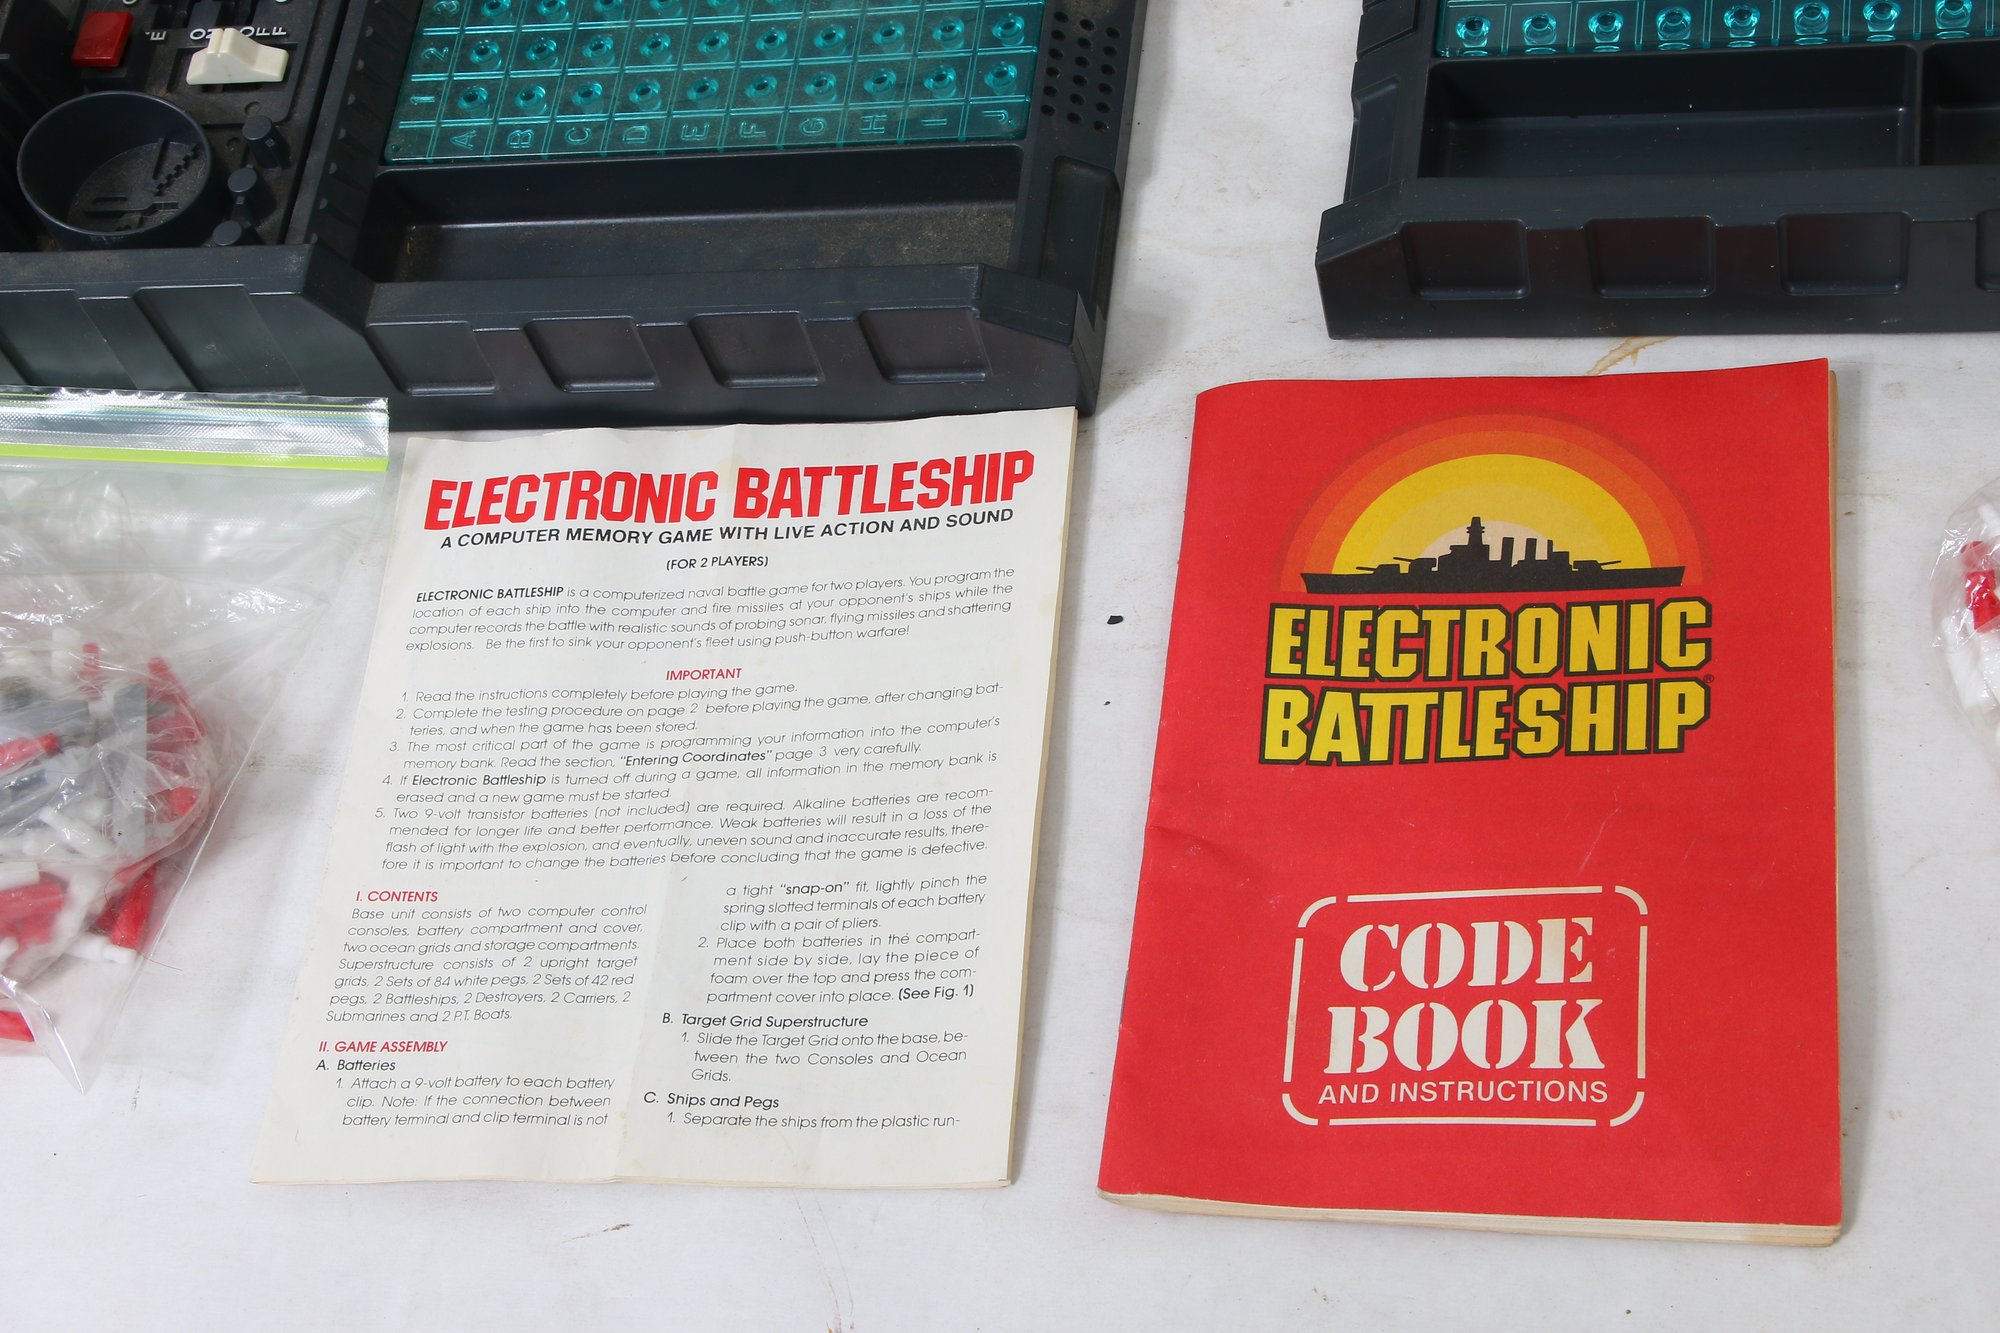 ON
OFF
3
2
1
A B C D E F G H I J
ELECTRONIC BATTLESHIP
A COMPUTER MEMORY GAME WITH LIVE ACTION AND SOUND
(FOR 2 PLAYERS)
ELECTRONIC BATTLESHIP is a computerized naval battle game for two players. You program the
location of each ship into the computer and fire missiles at your opponent's ships while the
computer records the battle with realistic sounds of probing sonar, flying missiles and shattering
explosions. Be the first to sink your opponent's fleet using push-button warfare!
IMPORTANT
1. Read the instructions completely before playing the game.
2. Complete the testing procedure on page 2 before playing the game, after changing bat-
teries, and when the game has been stored.
3. The most critical part of the game is programming your information into the computer's
memory bank. Read the section, "Entering Coordinates" page 3 very carefully.
4. If Electronic Battleship is turned off during a game, all information in the memory bank is
erased and a new game must be started.
5. Two 9-volt transistor batteries (not included) are required. Alkaline batteries are recom-
mended for longer life and better performance. Weak batteries will result in a loss of the
flash of light with the explosion, and eventually, uneven sound and inaccurate results, there-
fore it is important to change the batteries before concluding that the game is defective.
I. CONTENTS
Base unit consists of two computer control
consoles, battery compartment and cover,
two ocean grids and storage compartments.
Superstructure consists of 2 upright target
grids, 2 Sets of 84 white pegs, 2 Sets of 42 red
pegs, 2 Battleships, 2 Destroyers, 2 Carriers, 2
Submarines and 2 P.T. Boats.
II. GAME ASSEMBLY
A. Batteries
1. Attach a 9-volt battery to each battery
clip. Note: If the connection between
battery terminal and clip terminal is not
a tight "snap-on" fit, lightly pinch the
spring slotted terminals of each battery
clip with a pair of pliers.
2. Place both batteries in the compart-
ment side by side, lay the piece of
foam over the top and press the com-
partment cover into place. (See Fig. 1)
B. Target Grid Superstructure
1. Slide the Target Grid onto the base, be-
tween the two Consoles and Ocean
Grids.
C. Ships and Pegs
1. Separate the ships from the plastic run-
ELECTRONIC
BATTLESHIP®
CODE
BOOK
AND INSTRUCTIONS